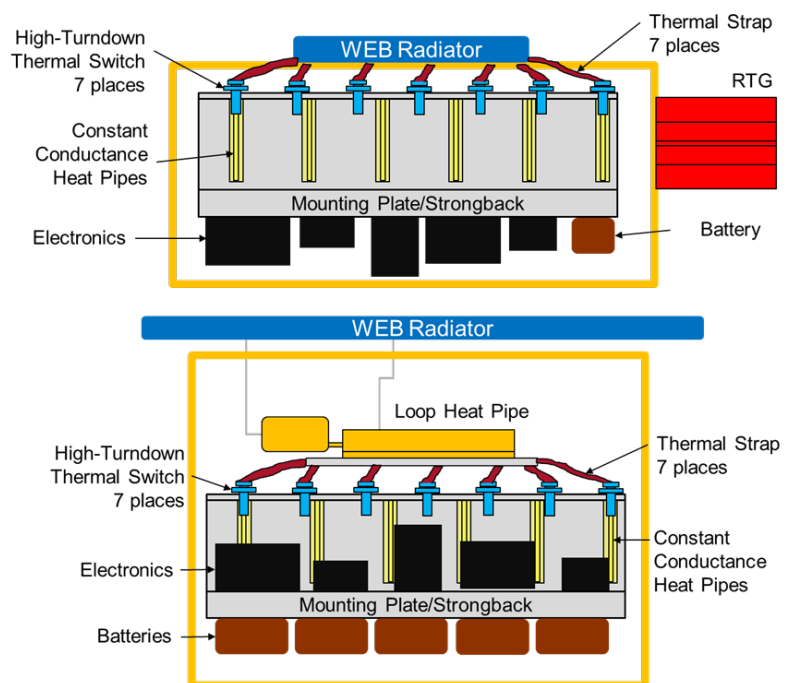 High-Turndown
Thermal Switch
7 places
WEB Radiator
Thermal Strap
7 places
RTG
Constant
Conductance
Heat Pipes
Mounting Plate/Strongback
Electronics
Battery
WEB Radiator
Loop Heat Pipe
High-Turndown
Thermal Switch
7 places
Thermal Strap
7 places
Constant
Conductance
Heat Pipes
Electronics
Mounting Plate/Strongback
Batteries